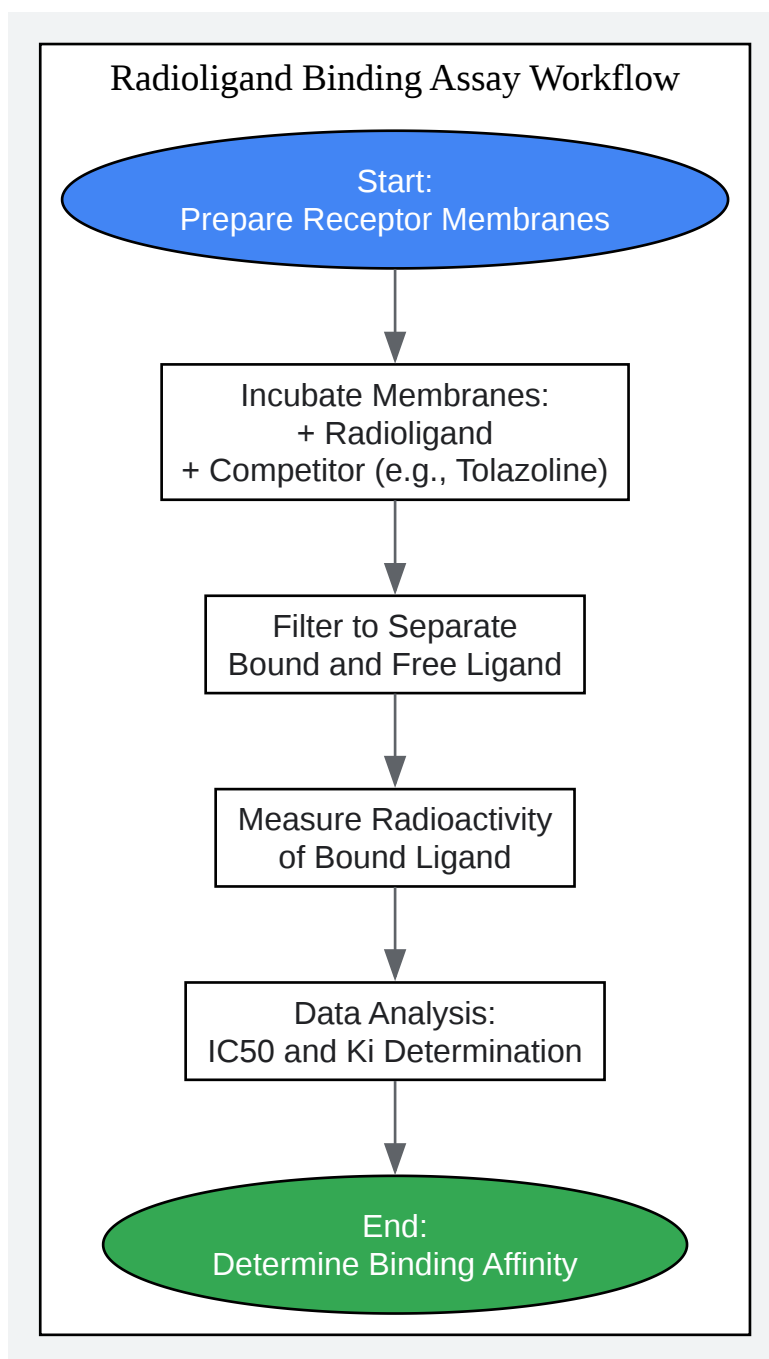 Radioligand Binding Assay Workflow
Start:
Prepare Receptor Membranes
Incubate Membranes:
+ Radioligand
+ Competitor (e.g., Tolazoline)
Filter to Separate
Bound and Free Ligand
Measure Radioactivity
of Bound Ligand
Data Analysis:
IC50 and Ki Determination
End:
Determine Binding Affinity